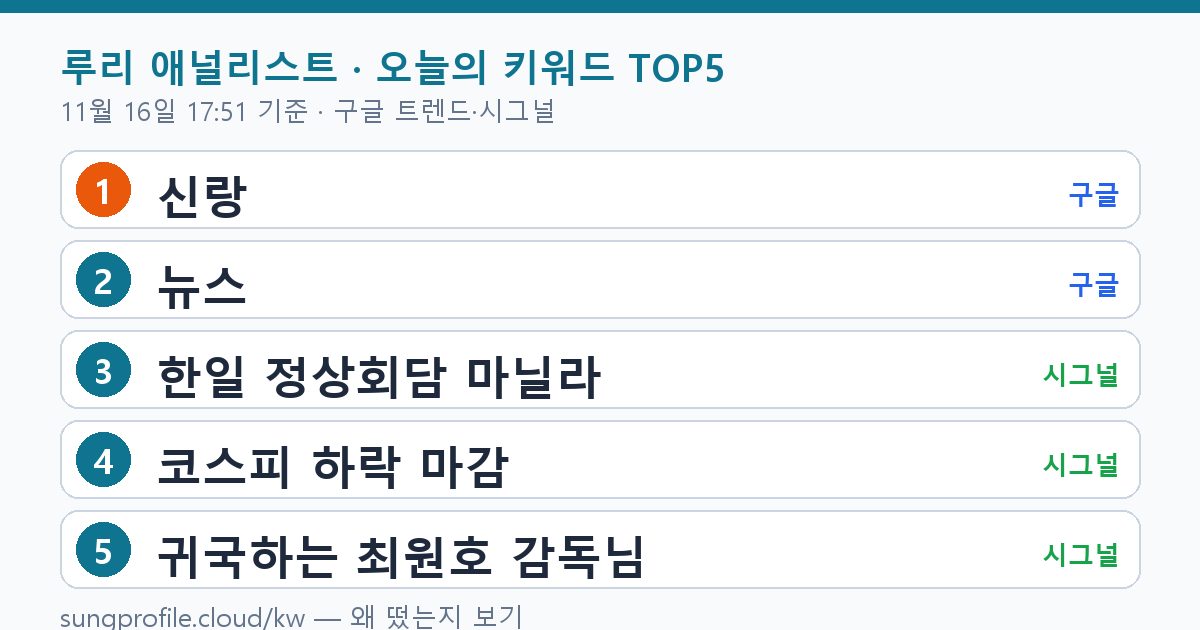 루리 애널리스트 · 오늘의 키워드 TOP5
11월 16일 17:51 기준 · 구글 트렌드·시그널
1 신랑 구글
2 뉴스 구글
3 한일 정상회담 마닐라 시그널
4 코스피 하락 마감 시그널
5 귀국하는 최원호 감독님 시그널
sungprofile.cloud/kw — 왜 떴는지 보기